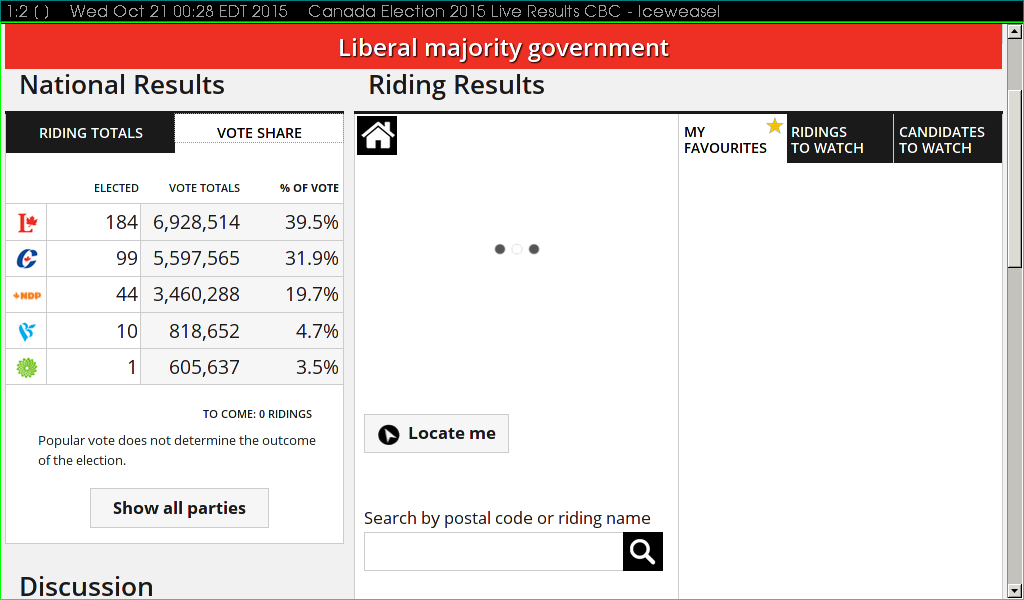 1:2 ( ) Wed Oct 21 00:28 EDT 2015 Canada Election 2015 Live Results CBC - Iceweasel
Liberal majority government
National Results
RIDING TOTALS VOTE SHARE
ELECTED VOTE TOTALS % OF VOTE
L 184 6,928,514 39.5%
C 99 5,597,565 31.9%
NDP 44 3,460,288 19.7%
10 818,652 4.7%
1 605,637 3.5%
TO COME: 0 RIDINGS
Popular vote does not determine the outcome
of the election.
Show all parties
Discussion
Riding Results
Locate me
Search by postal code or riding name
MY
FAVOURITES
RIDINGS
TO WATCH
CANDIDATES
TO WATCH